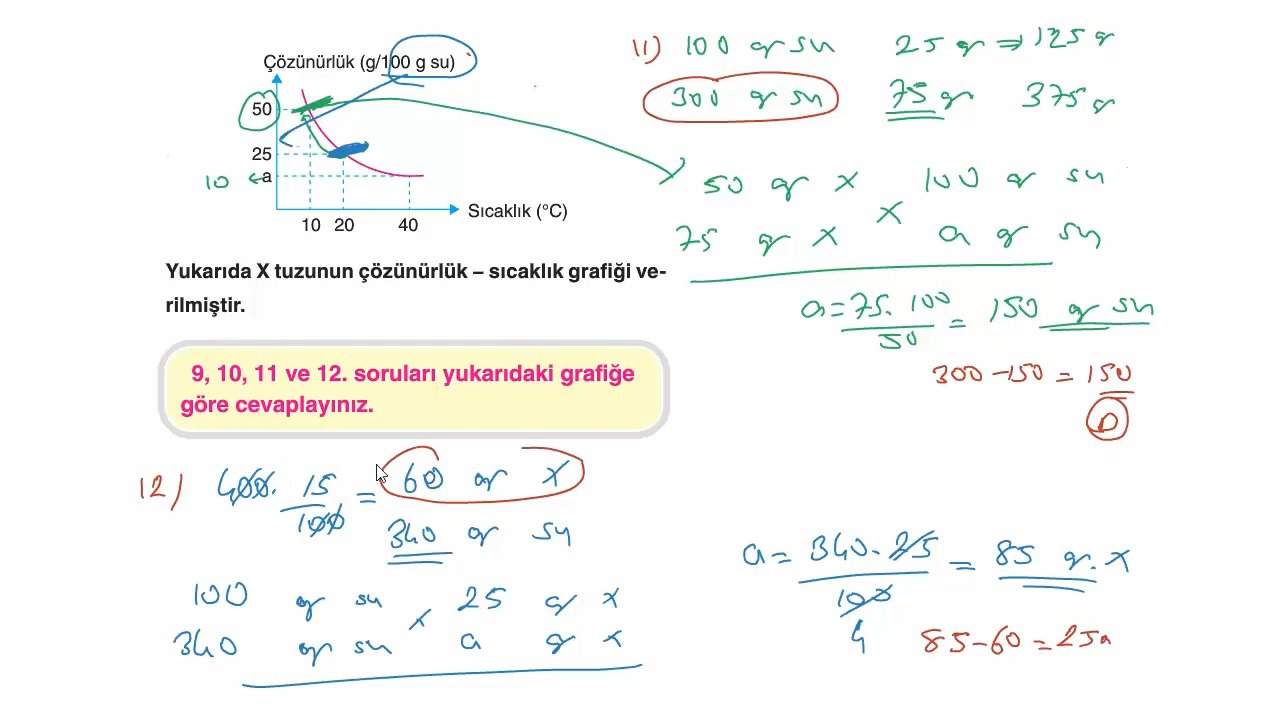 Çözünürlük (g/100 g su)
50
25
a
10
10 20 40
Sıcaklık (°C)
Yukarıda X tuzunun çözünürlük – sıcaklık grafiği ve-
rilmiştir.
9, 10, 11 ve 12. soruları yukarıdaki grafiğe
göre cevaplayınız.
11) 100 gr su 25 gr ⇒ 125 gr
300 gr su 75 gr 375 gr
50 gr x 100 gr su
x
75 gr x a gr su
a = 75.100
50
= 150 gr su
300 - 150 = 150
D
12) 400. 15
100
= 60 gr x
340 gr su
100 gr su x 25 gr x
340 gr su a gr x
a = 340.25
100
4
= 85 gr. x
85 - 60 = 25